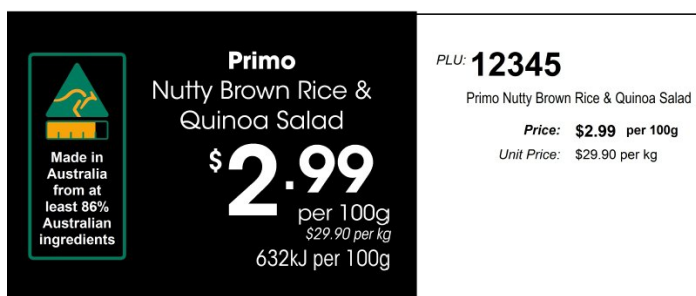 Primo
Nutty Brown Rice &
Quinoa Salad
$2.99
per 100g
$29.90 per kg
632kJ per 100g
Made in
Australia
from at
least 86%
Australian
ingredients
PLU: 12345
Primo Nutty Brown Rice & Quinoa Salad
Price: $2.99 per 100g
Unit Price: $29.90 per kg